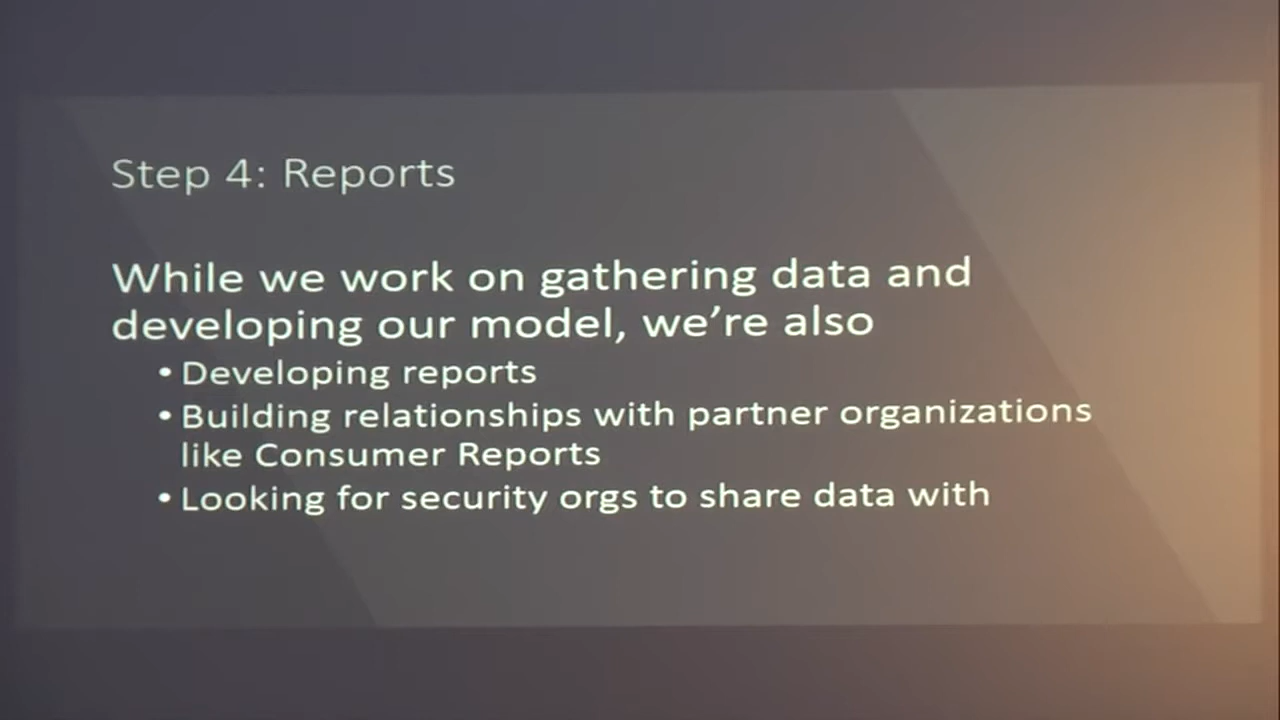 Step 4: Reports
While we work on gathering data and
developing our model, we’re also
• Developing reports
• Building relationships with partner organizations
like Consumer Reports
• Looking for security orgs to share data with